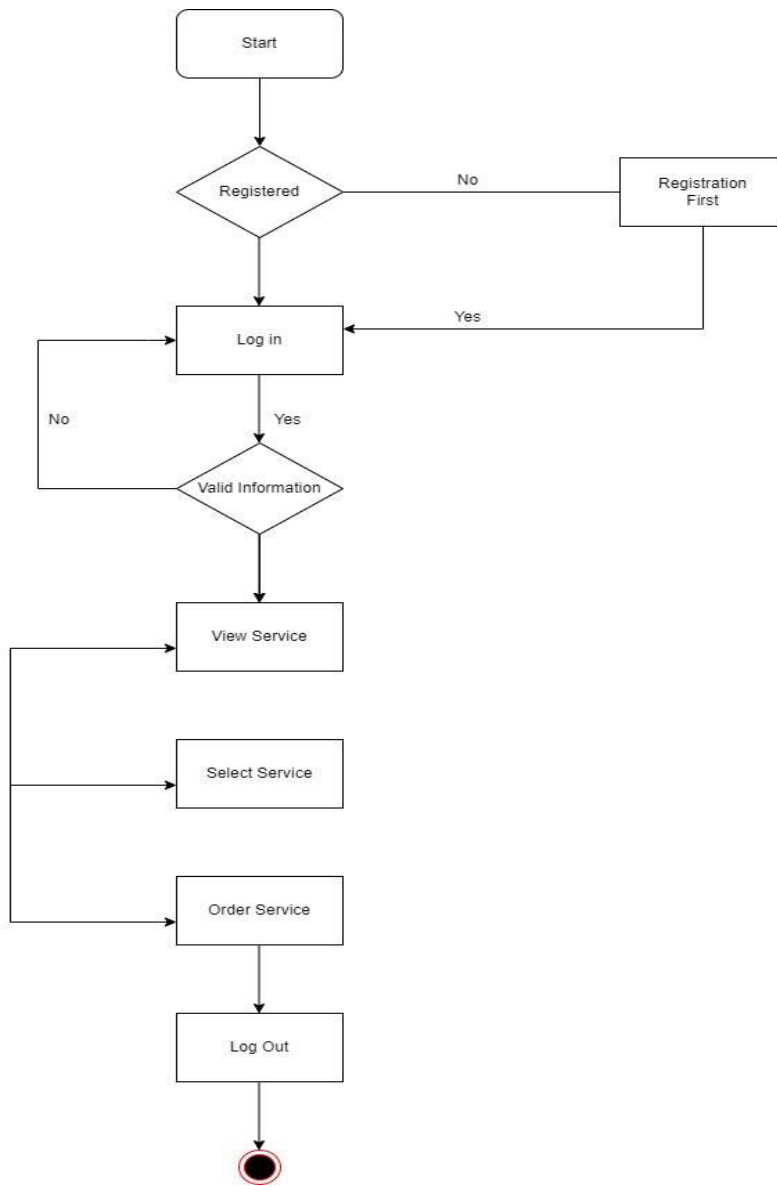 Start
Registered
No
Registration
First
Log in
Yes
No
Yes
Valid Information
View Service
Select Service
Order Service
Log Out